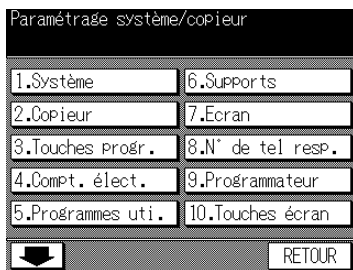 Paramétrage système/copieur
1.Système
6.Supports
2.Copieur
7.Ecran
3.Touches progr.
8.N° de tel resp.
4.Compt. élect.
9.Programmateur
5.Programmes uti.
10.Touches écran
RETOUR